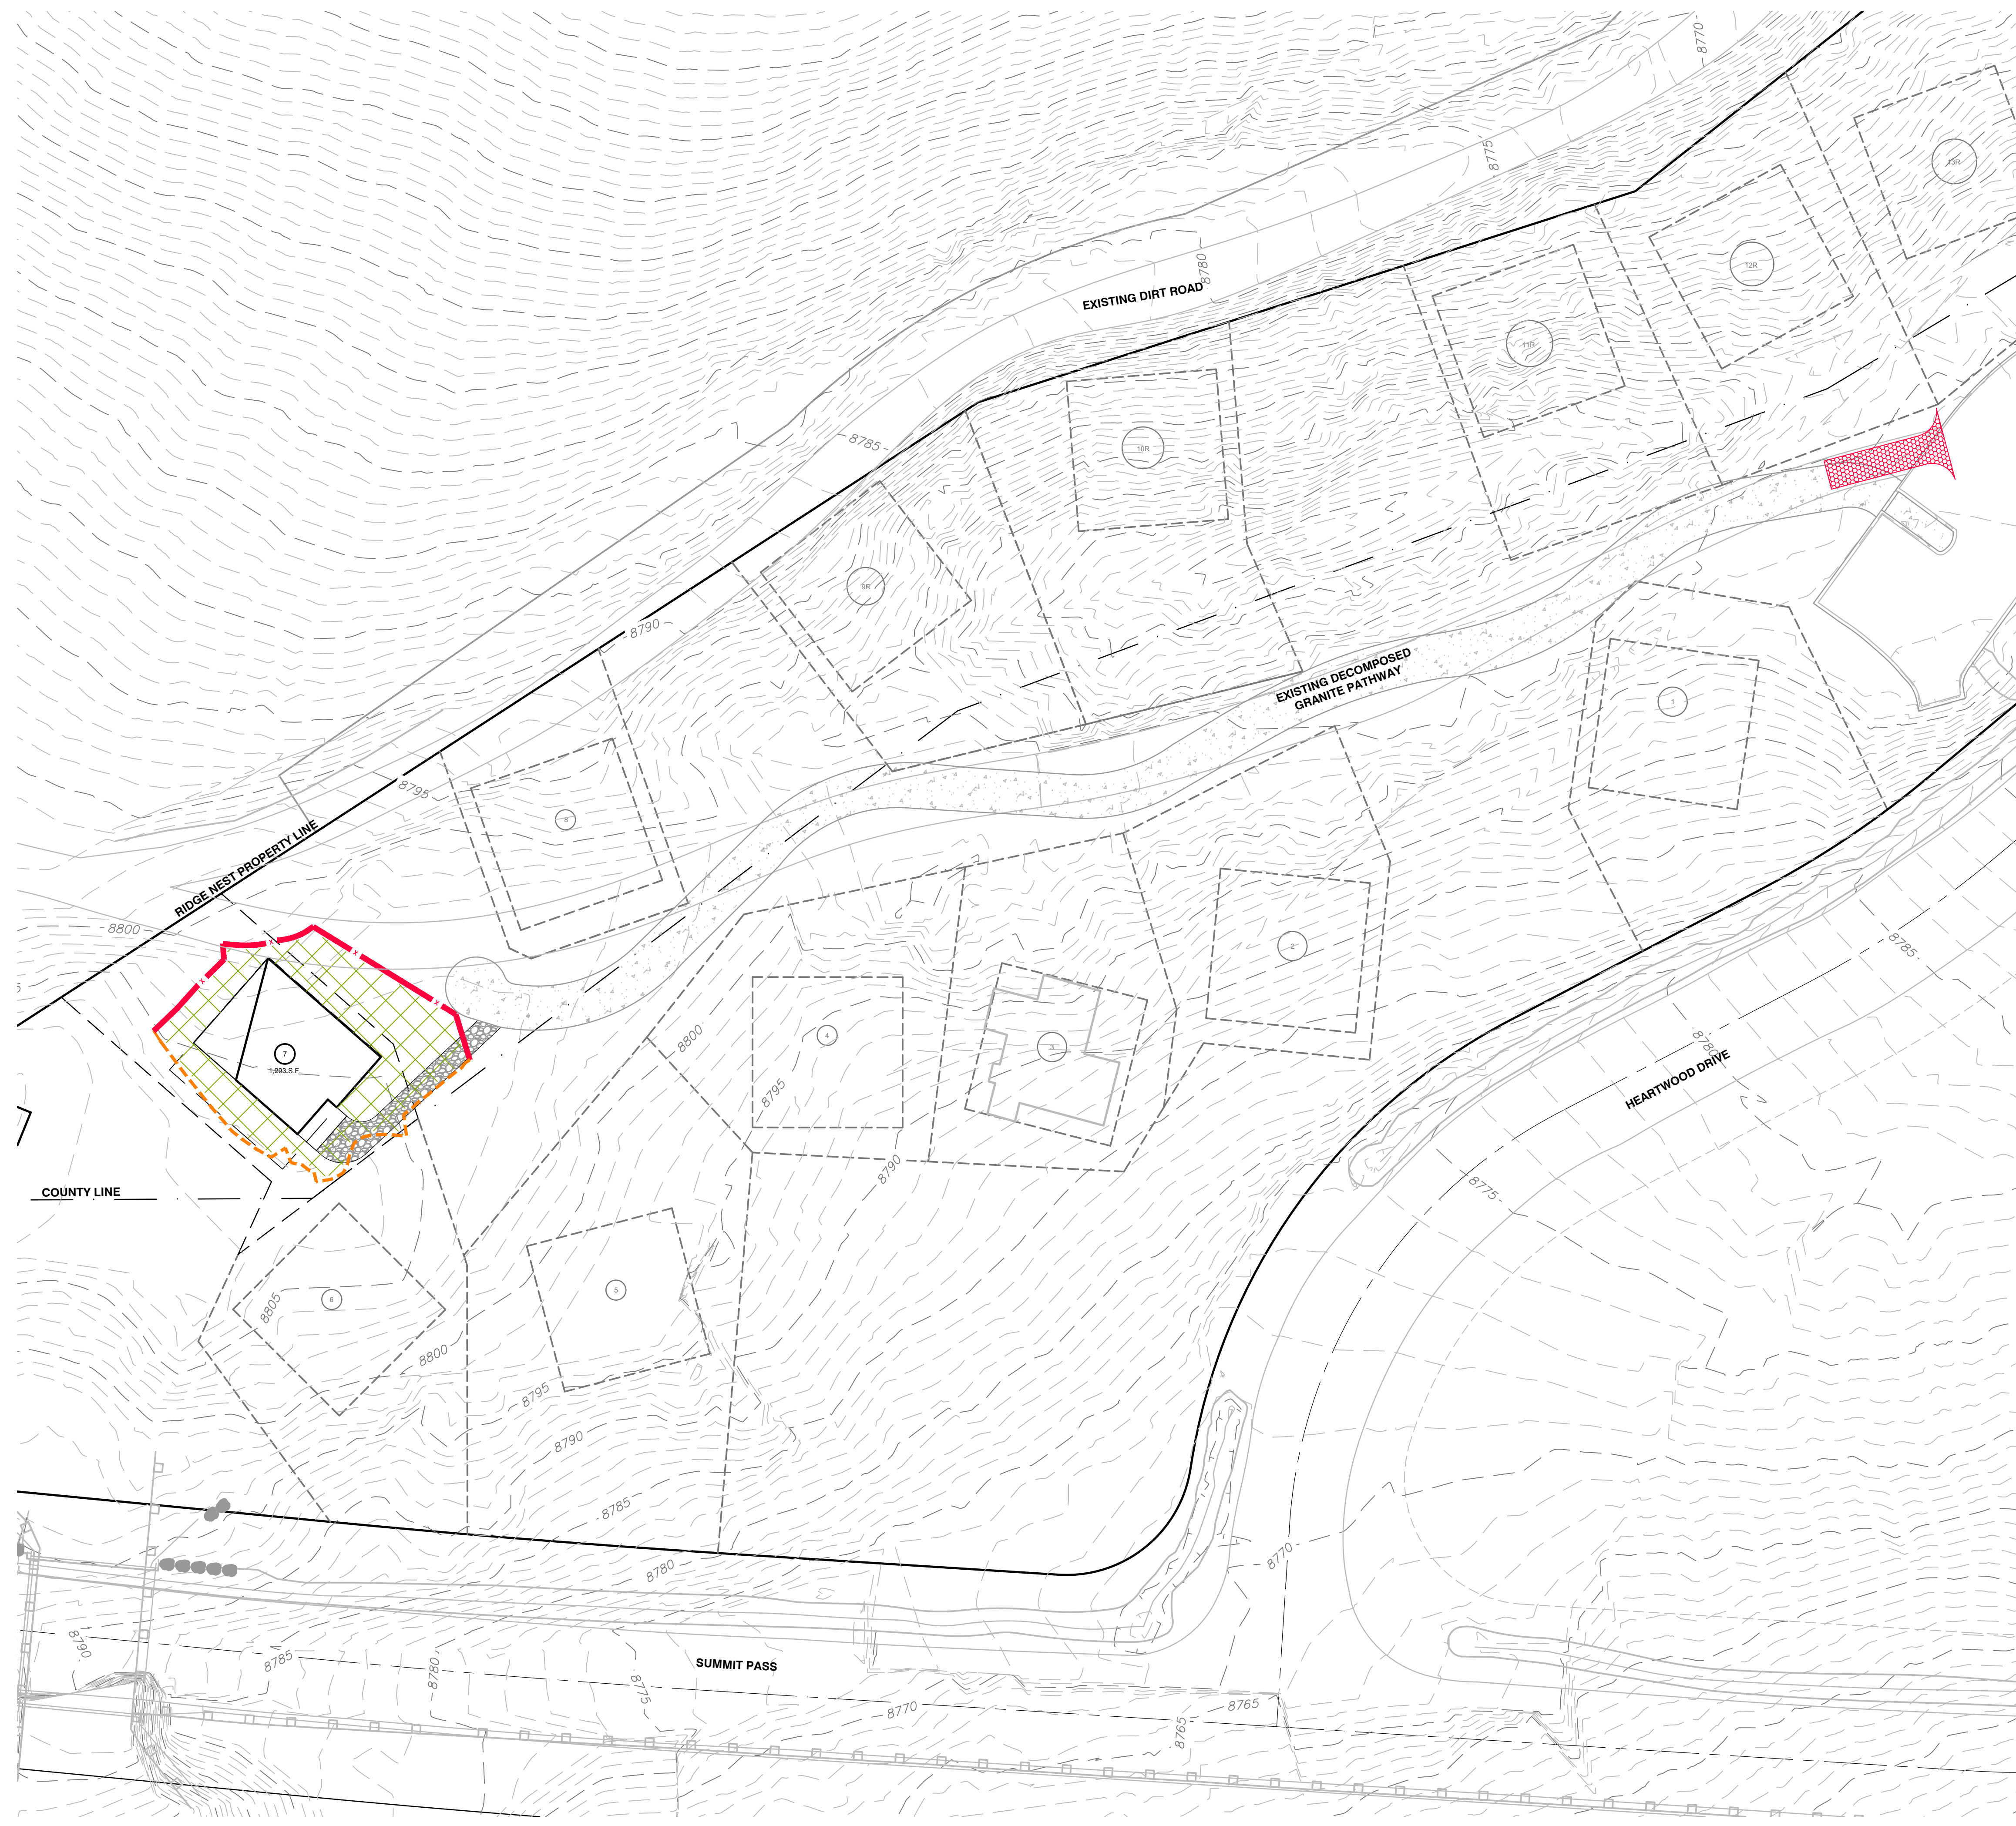 8770
8775
13R
12R
8780
EXISTING DIRT ROAD
11R
8785
10R
9R
8790
EXISTING DECOMPOSED
GRANITE PATHWAY
1
8795
8
RIDGE NEST PROPERTY LINE
8800
2
8785
8800
4
3
8780
7
1,293 S.F.
HEARTWOOD DRIVE
8795
8790
COUNTY LINE
8775
5
6
8805
8800
8795
8790
8785
8770
8780
8790
8785
8780
8775
SUMMIT PASS
8770
8765
8765